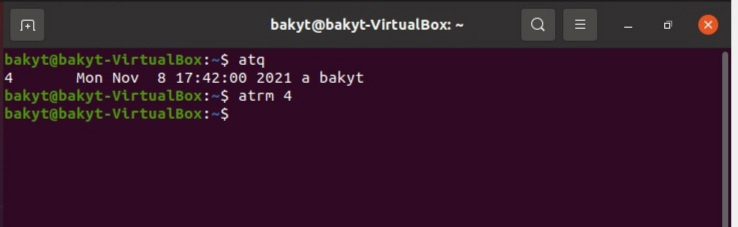 bakyt@bakyt-VirtualBox: ~
bakyt@bakyt-VirtualBox:~$ atq
4       Mon Nov  8 17:42:00 2021 a bakyt
bakyt@bakyt-VirtualBox:~$ atrm 4
bakyt@bakyt-VirtualBox:~$